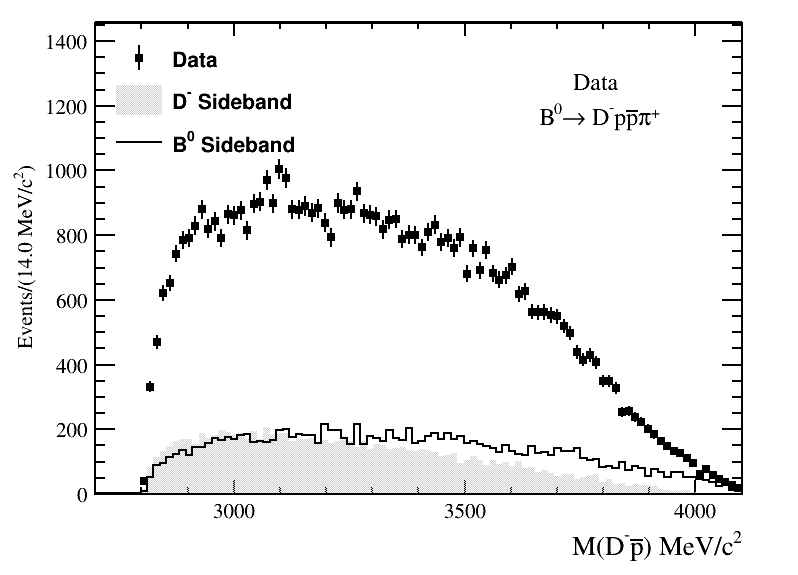 Data
D⁻ Sideband
B⁰ Sideband
Data
B⁰→ D⁻pp̅π⁺
Events/(14.0 MeV/c²)
1400
1200
1000
800
600
400
200
0
3000
3500
4000
M(D⁻p̅) MeV/c²